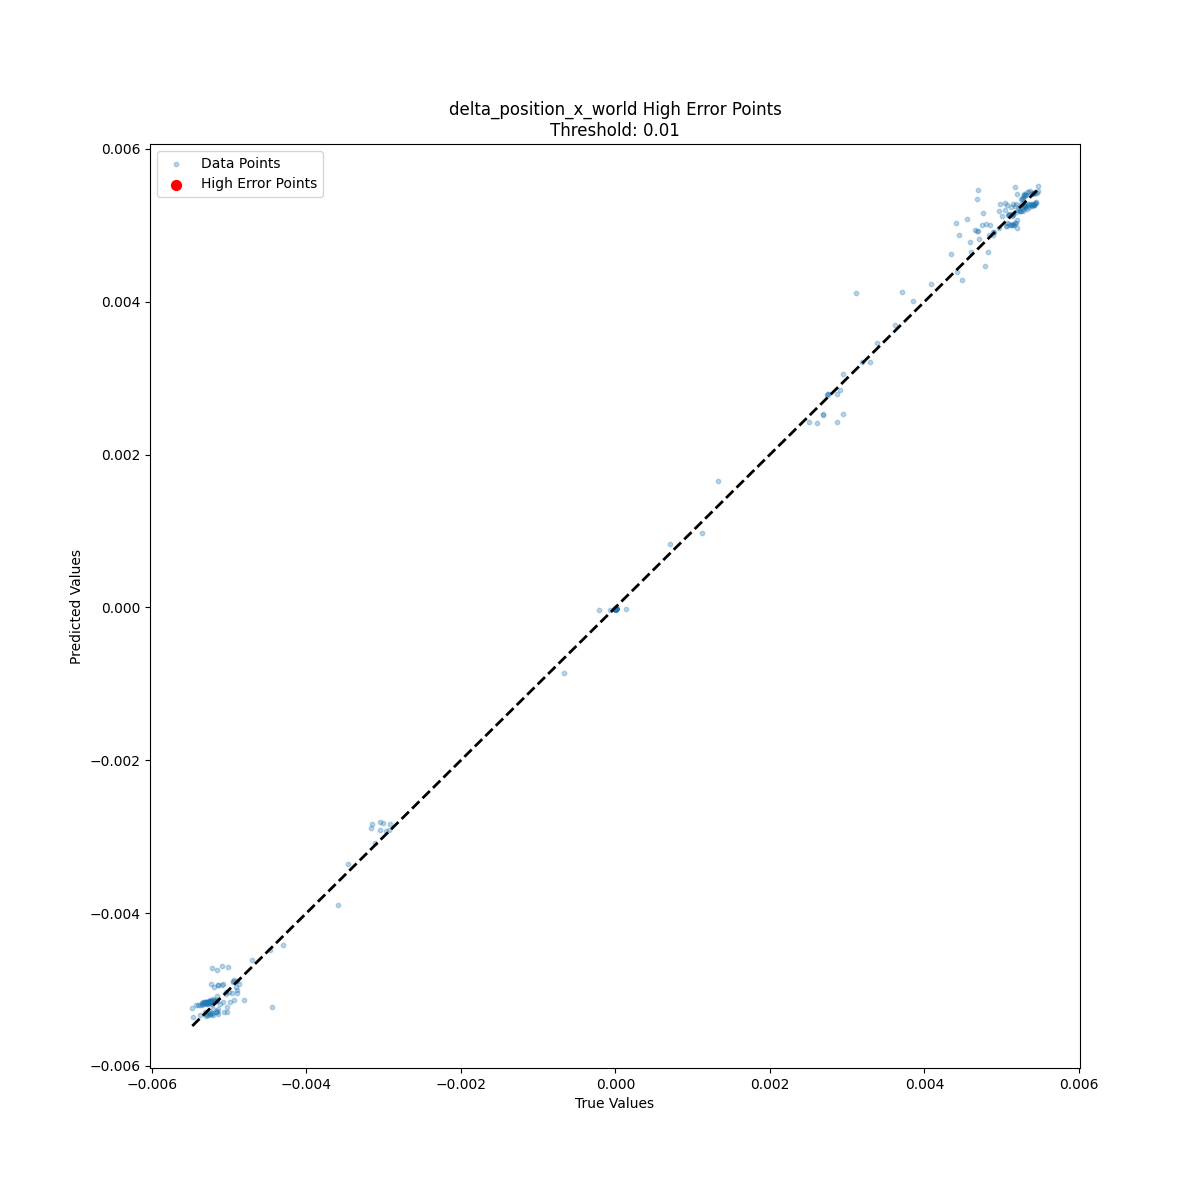 delta_position_x_world High Error Points
Threshold: 0.01
Data Points
High Error Points
0.006
0.004
0.002
0.000
−0.002
−0.004
−0.006
Predicted Values
−0.006
−0.004
−0.002
0.000
0.002
0.004
0.006
True Values